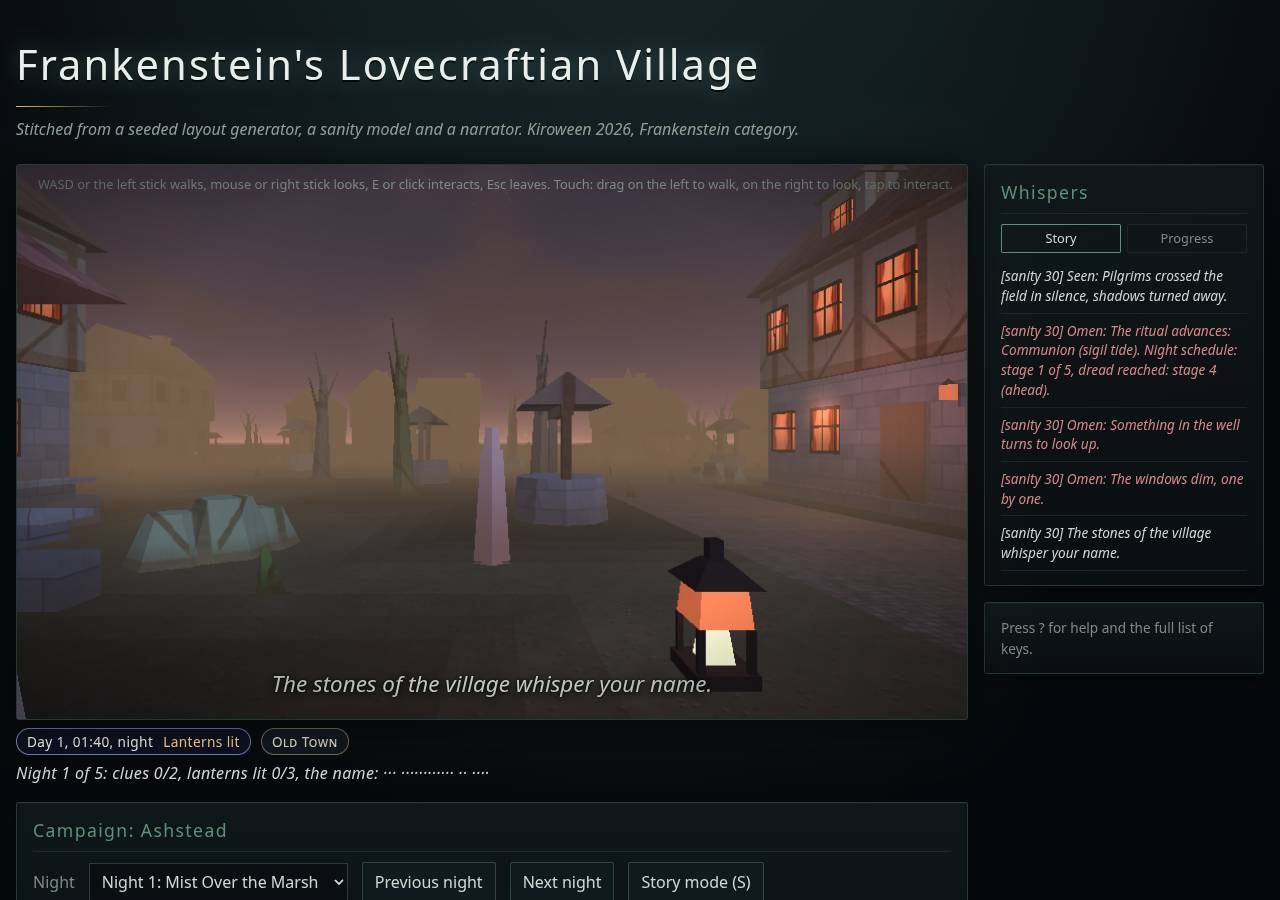 Frankenstein's Lovecraftian Village
Stitched from a seeded layout generator, a sanity model and a narrator. Kiroween 2026, Frankenstein category.
WASD or the left stick walks, mouse or right stick looks, E or click interacts, Esc leaves. Touch: drag on the left to walk, on the right to look, tap to interact.
The stones of the village whisper your name.
Day 1, 01:40, night Lanterns lit
Old Town
Night 1 of 5: clues 0/2, lanterns lit 0/3, the name: ··· ············ ·· ····
Campaign: Ashstead
Night
Night 1: Mist Over the Marsh
Previous night
Next night
Story mode (S)
Whispers
Story
Progress
[sanity 30] Seen: Pilgrims crossed the
field in silence, shadows turned away.
[sanity 30] Omen: The ritual advances:
Communion (sigil tide). Night schedule:
stage 1 of 5, dread reached: stage 4
(ahead).
[sanity 30] Omen: Something in the well
turns to look up.
[sanity 30] Omen: The windows dim, one
by one.
[sanity 30] The stones of the village
whisper your name.
Press ? for help and the full list of
keys.